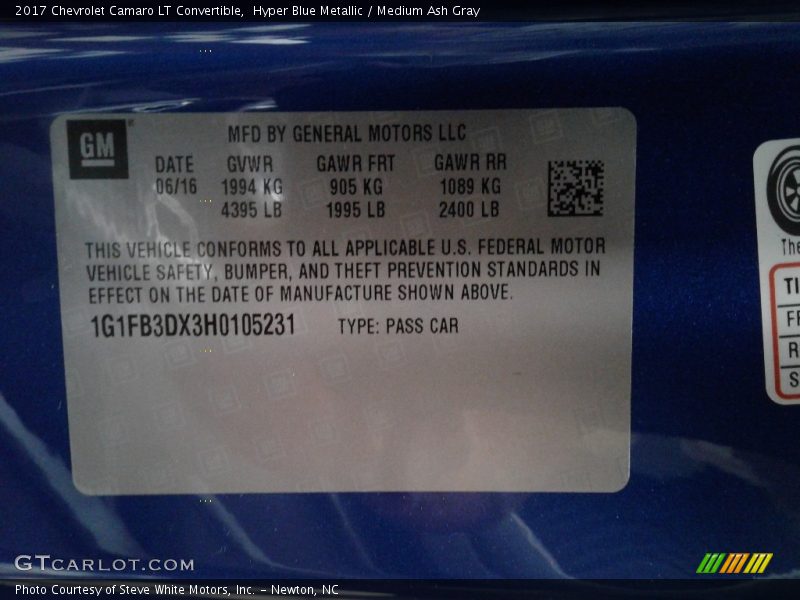 2017 Chevrolet Camaro LT Convertible,  Hyper Blue Metallic / Medium Ash Gray
GM
MFD BY GENERAL MOTORS LLC
DATE GVWR GAWR FRT GAWR RR
06/16 1994 KG 905 KG 1089 KG
4395 LB 1995 LB 2400 LB
THIS VEHICLE CONFORMS TO ALL APPLICABLE U.S. FEDERAL MOTOR
VEHICLE SAFETY, BUMPER, AND THEFT PREVENTION STANDARDS IN
EFFECT ON THE DATE OF MANUFACTURE SHOWN ABOVE.
1G1FB3DX3H0105231 TYPE: PASS CAR
The
TI
R
S
GTcarlot.com
Photo Courtesy of Steve White Motors, Inc. – Newton, NC